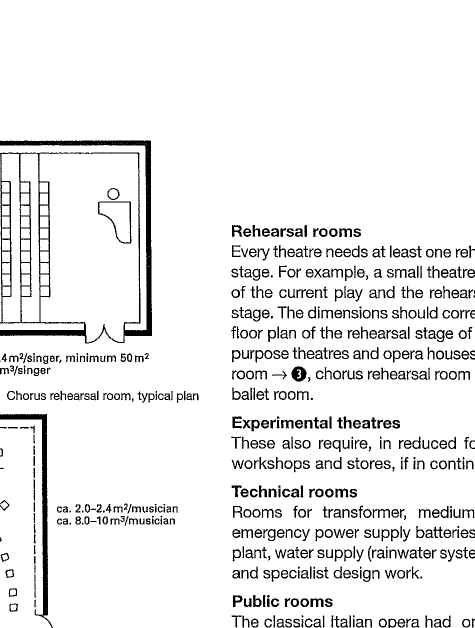 .4 m²/singer, minimum 50 m²
m³/singer
Chorus rehearsal room, typical plan
ca. 2.0–2.4 m²/musician
ca. 8.0–10 m³/musician
Rehearsal rooms
Every theatre needs at least one reh
stage. For example, a small theatre
of the current play and the rehears
stage. The dimensions should corre
floor plan of the rehearsal stage of
purpose theatres and opera houses
room → ❸, chorus rehearsal room
ballet room.
Experimental theatres
These also require, in reduced fo
workshops and stores, if in contin
Technical rooms
Rooms for transformer, medium
emergency power supply batteries
plant, water supply (rainwater syste
and specialist design work.
Public rooms
The classical Italian opera had or